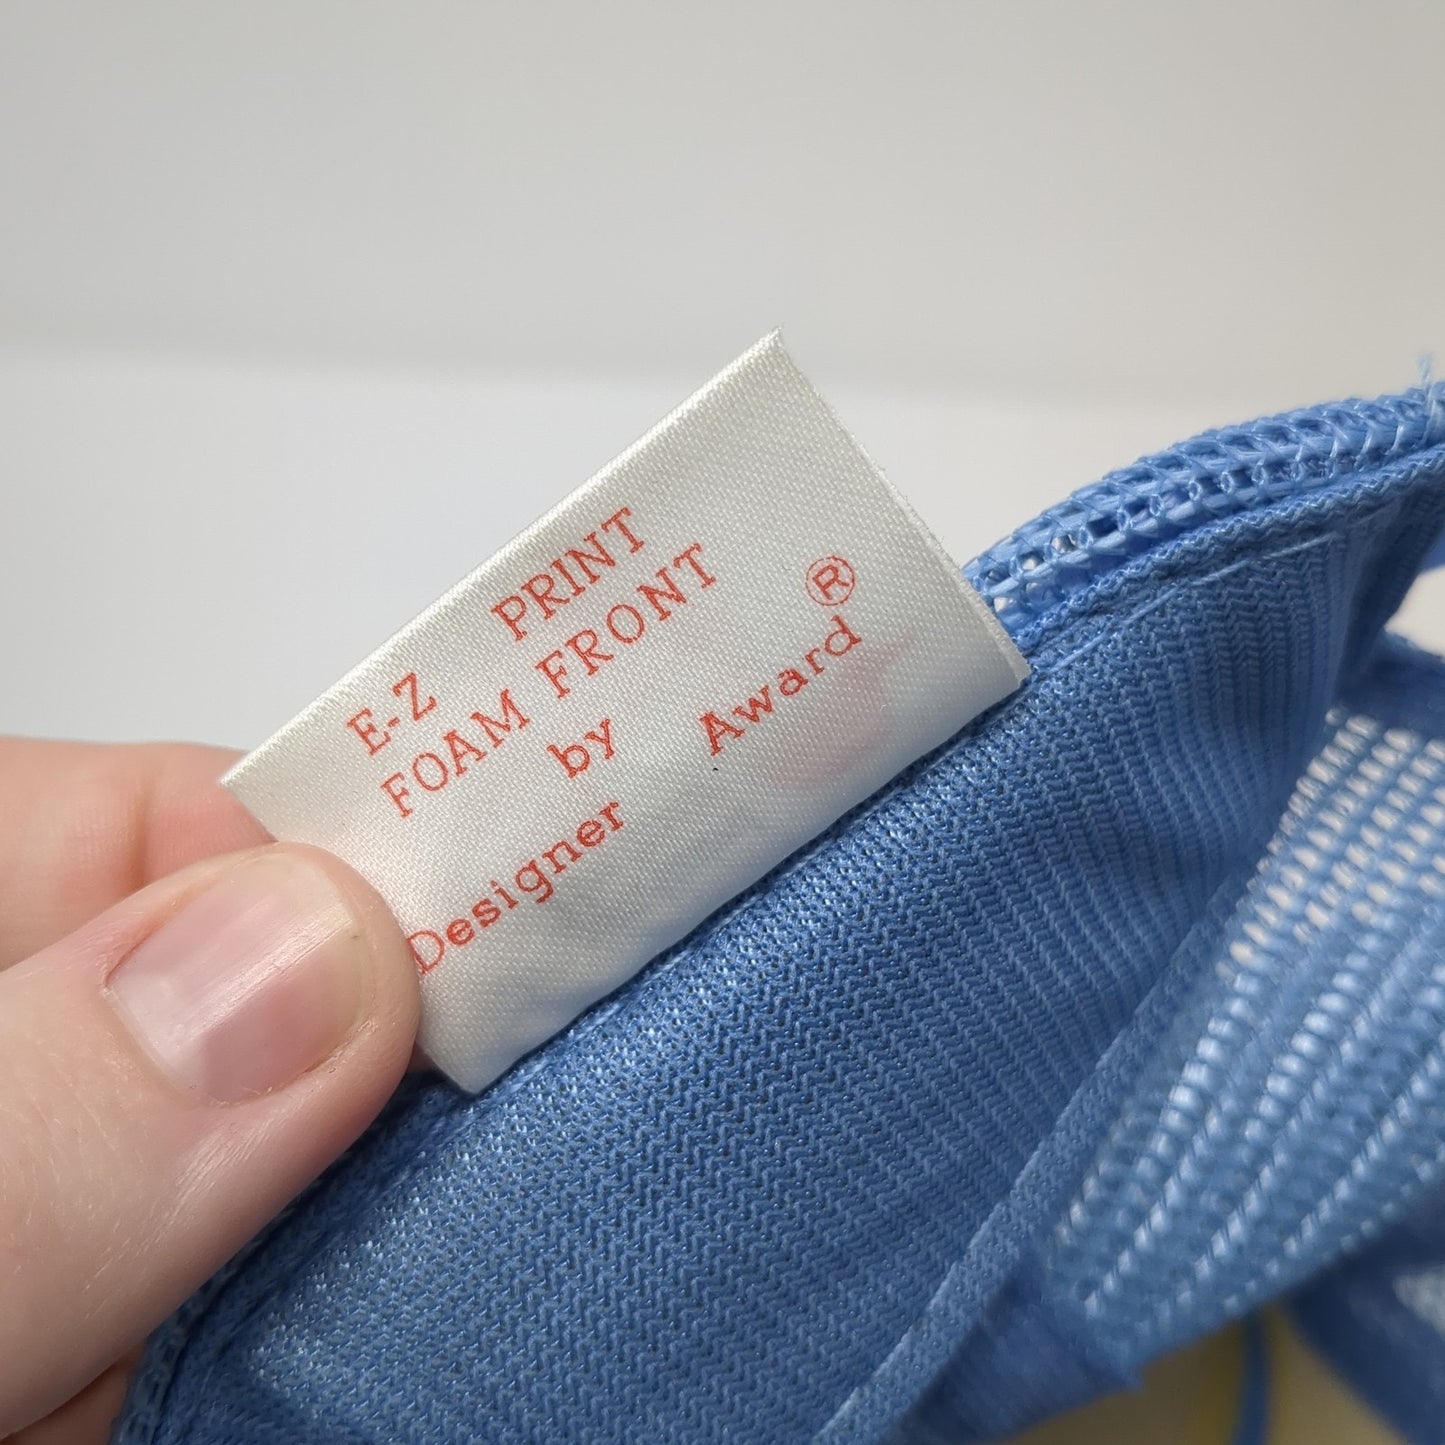 E-Z PRINT
FOAM FRONT
by
Designer Award®